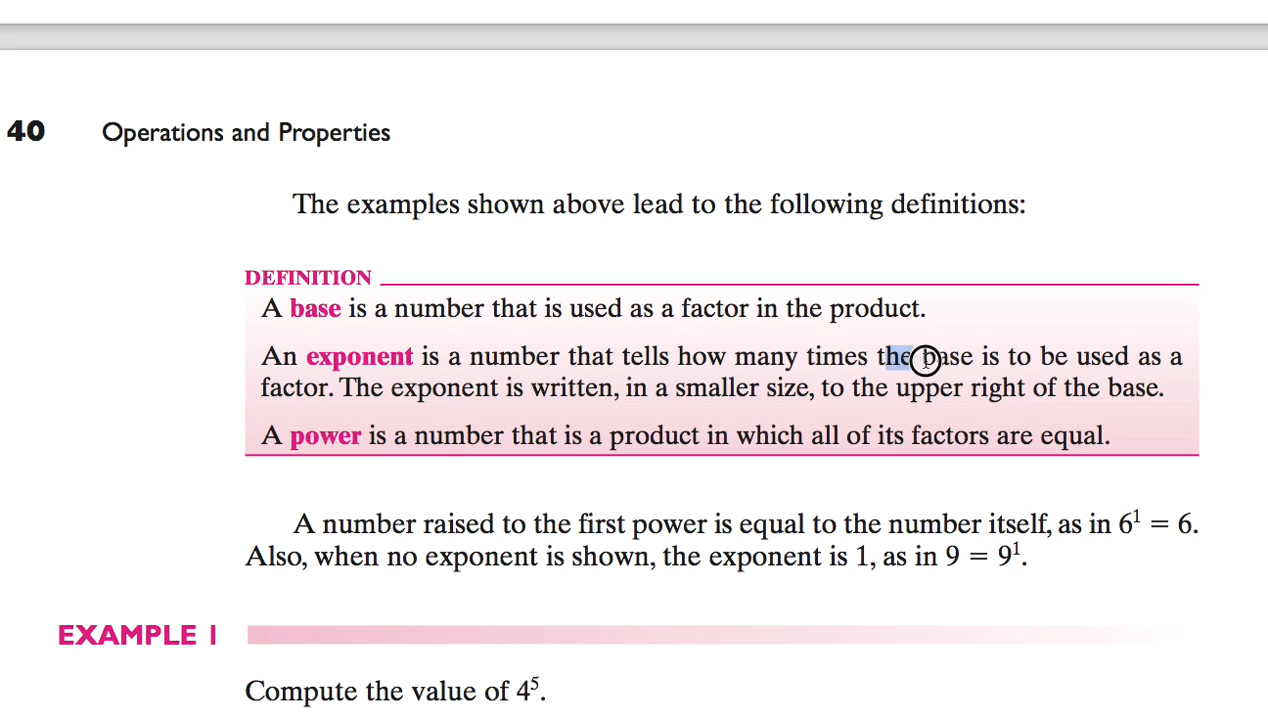 40 Operations and Properties
The examples shown above lead to the following definitions:
DEFINITION
A base is a number that is used as a factor in the product.
An exponent is a number that tells how many times the base is to be used as a
factor. The exponent is written, in a smaller size, to the upper right of the base.
A power is a number that is a product in which all of its factors are equal.
A number raised to the first power is equal to the number itself, as in 6¹ = 6.
Also, when no exponent is shown, the exponent is 1, as in 9 = 9¹.
EXAMPLE 1
Compute the value of 4⁵.